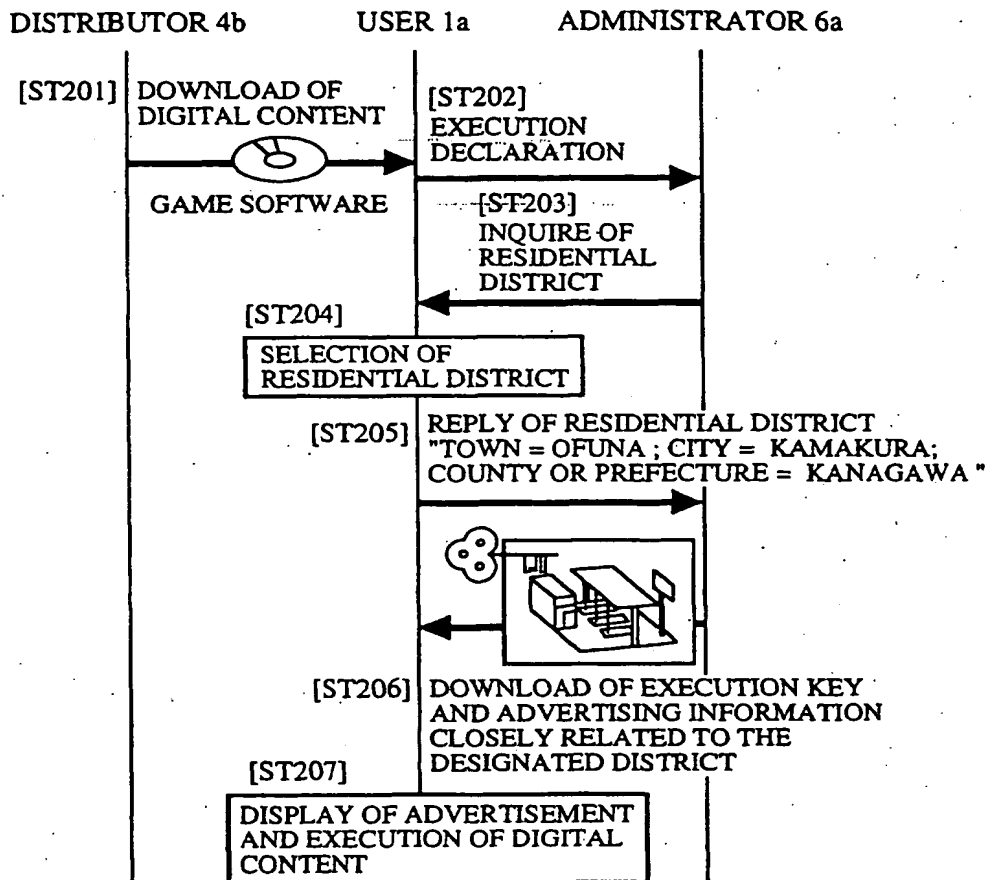 DISTRIBUTOR 4b USER 1a ADMINISTRATOR 6a
[ST201] DOWNLOAD OF
DIGITAL CONTENT
GAME SOFTWARE
[ST202]
EXECUTION
DECLARATION
[ST203]
INQUIRE OF
RESIDENTIAL
DISTRICT
[ST204]
SELECTION OF
RESIDENTIAL DISTRICT
[ST205] REPLY OF RESIDENTIAL DISTRICT
"TOWN = OFUNA ; CITY = KAMAKURA;
COUNTY OR PREFECTURE = KANAGAWA "
[ST206] DOWNLOAD OF EXECUTION KEY
AND ADVERTISING INFORMATION
CLOSELY RELATED TO THE
DESIGNATED DISTRICT
[ST207]
DISPLAY OF ADVERTISEMENT
AND EXECUTION OF DIGITAL
CONTENT